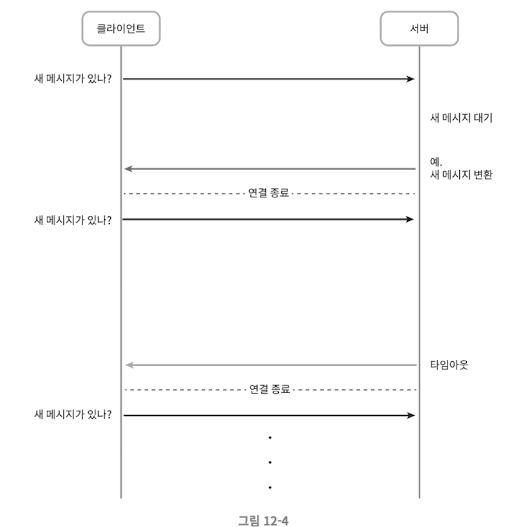 클라이언트
서버
새 메시지가 있나?
새 메시지 대기
예.
새 메시지 변환
연결 종료
새 메시지가 있나?
타임아웃
연결 종료
새 메시지가 있나?
그림 12-4